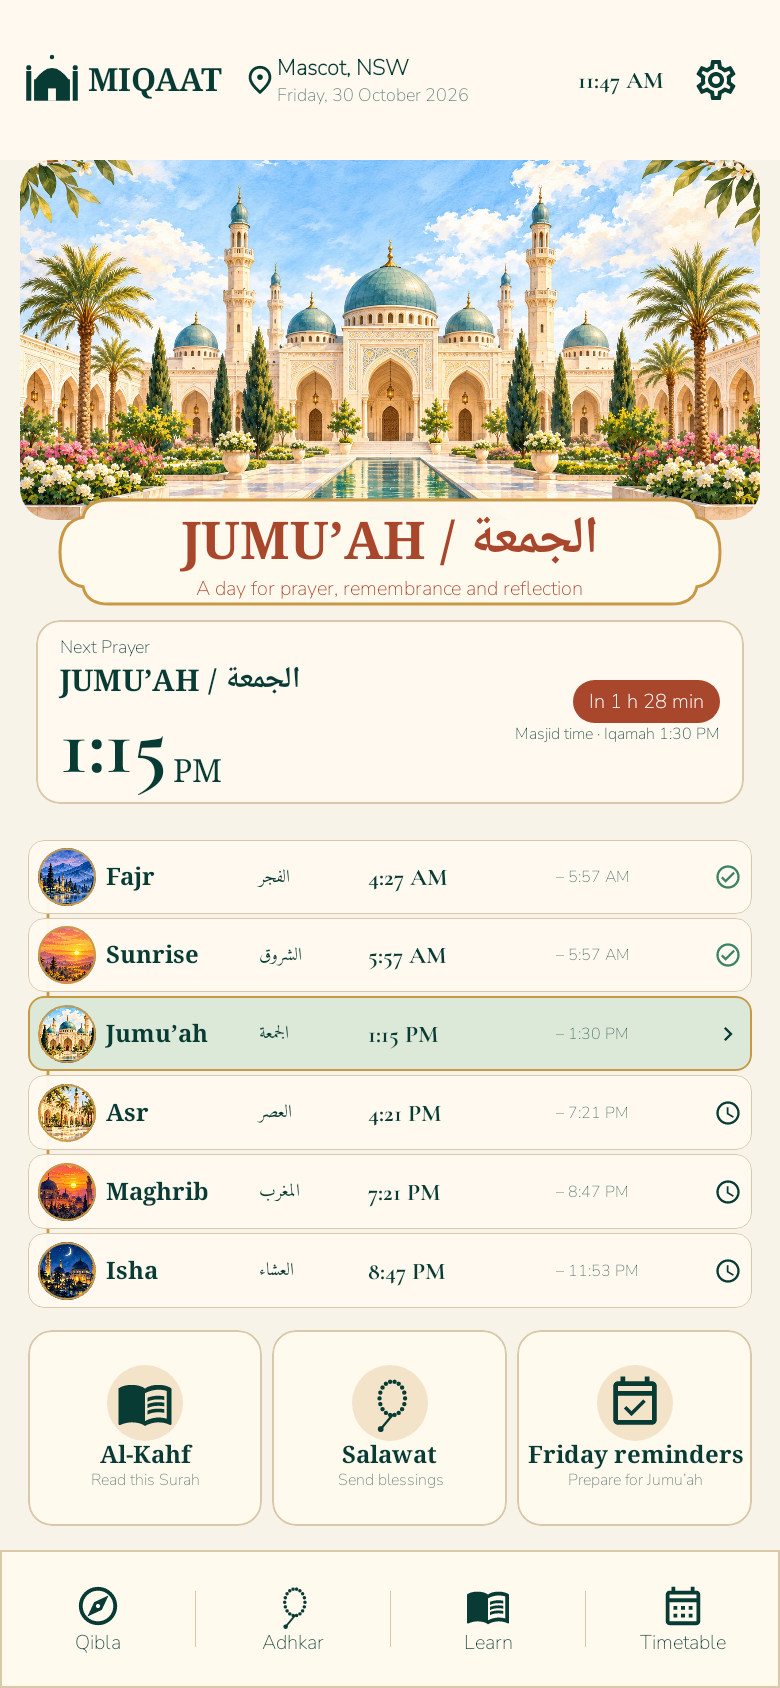 MIQAAT
Mascot, NSW
Friday, 30 October 2026
11:47 AM
JUMU’AH / الجمعة
A day for prayer, remembrance and reflection
Next Prayer
JUMU’AH / الجمعة
1:15 PM
In 1 h 28 min
Masjid time · Iqamah 1:30 PM
Fajr الفجر 4:27 AM – 5:57 AM
Sunrise الشروق 5:57 AM – 5:57 AM
Jumu’ah الجمعة 1:15 PM – 1:30 PM
Asr العصر 4:21 PM – 7:21 PM
Maghrib المغرب 7:21 PM – 8:47 PM
Isha العشاء 8:47 PM – 11:53 PM
Al-Kahf
Read this Surah
Salawat
Send blessings
Friday reminders
Prepare for Jumu’ah
Qibla
Adhkar
Learn
Timetable